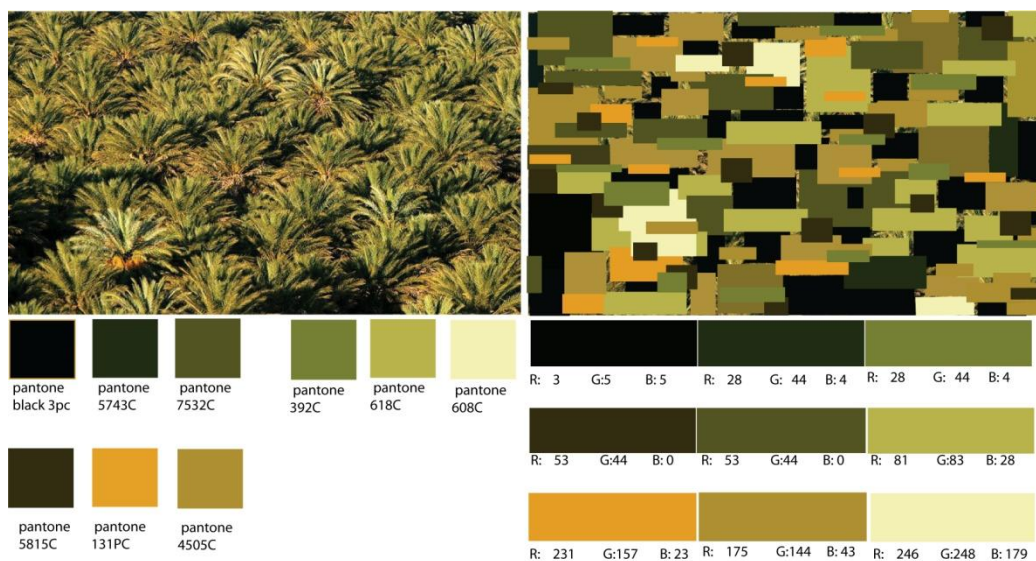 pantone
black 3pc
pantone
5743C
pantone
7532C
pantone
392C
pantone
618C
pantone
608C
pantone
5815C
pantone
131PC
pantone
4505C
R: 3 G:5 B: 5
R: 28 G: 44 B: 4
R: 28 G: 44 B: 4
R: 53 G:44 B: 0
R: 53 G:44 B: 0
R: 81 G:83 B: 28
R: 231 G:157 B: 23
R: 175 G:144 B: 43
R: 246 G:248 B: 179